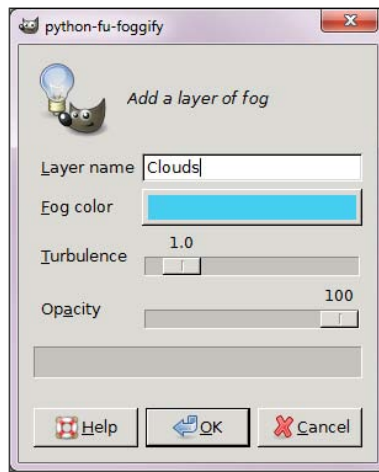 python-fu-foggify
Add a layer of fog
Layer name Clouds
Fog color
Turbulence 1.0
Opacity 100
Help OK Cancel